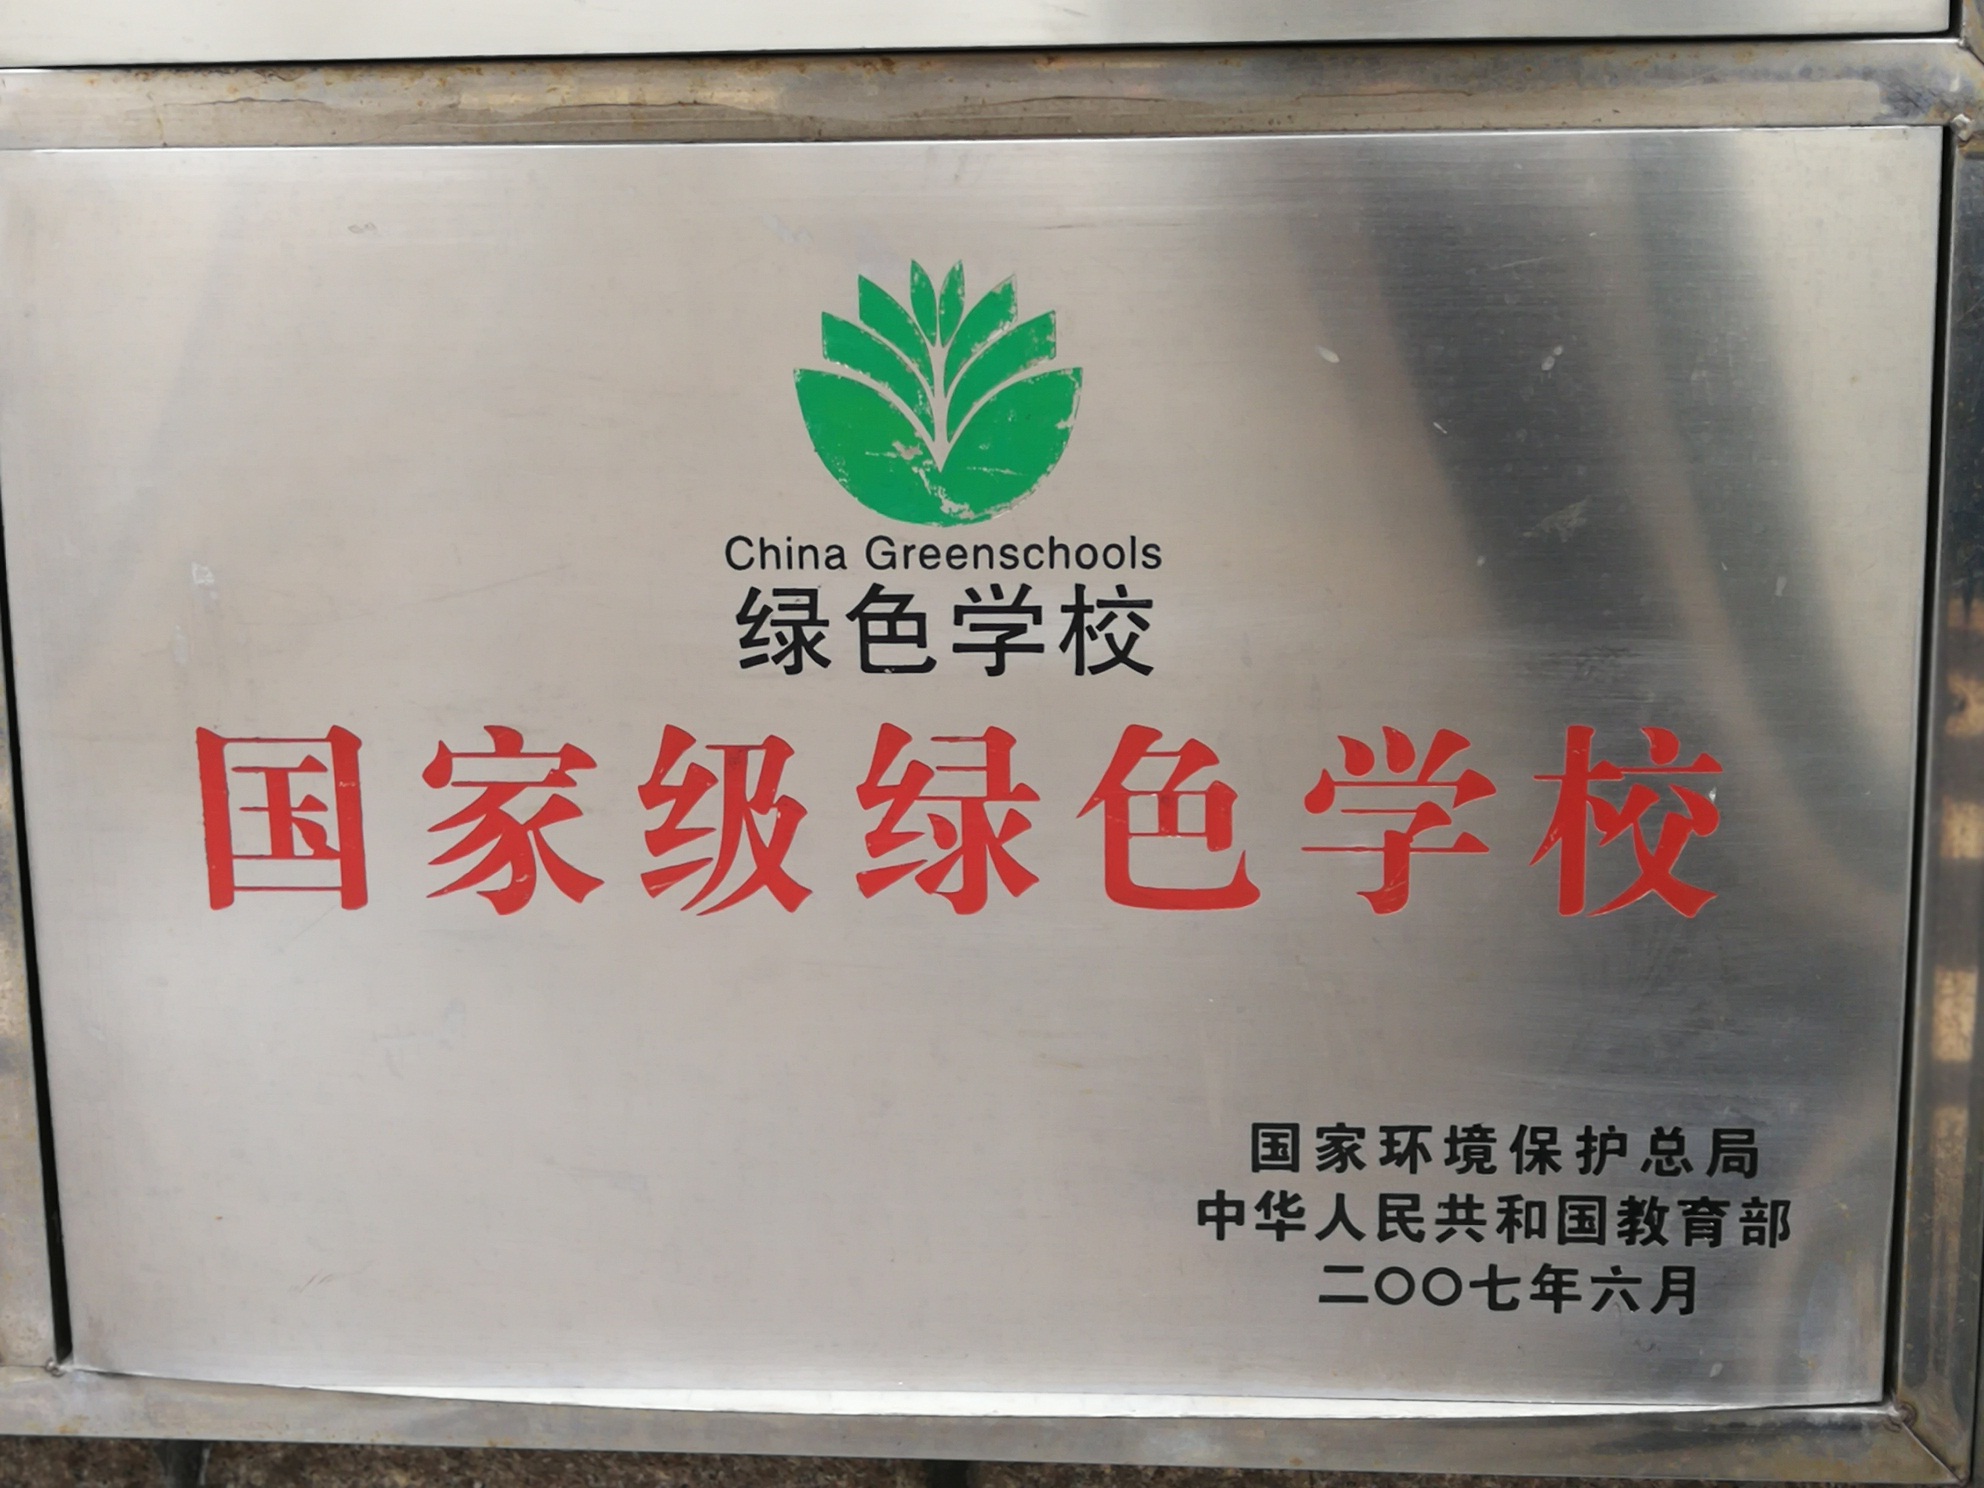 China Greenschools
绿色学校
国家级绿色学校
国家环境保护总局
中华人民共和国教育部
二〇〇七年六月